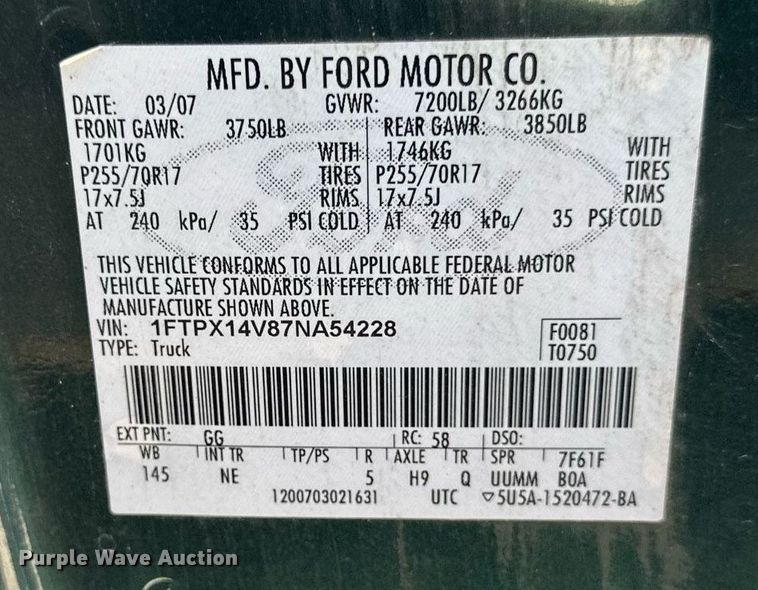 MFD. BY FORD MOTOR CO.
DATE: 03/07 GVWR: 7200LB/ 3266KG
FRONT GAWR: 3750LB REAR GAWR: 3850LB
1701KG WITH 1746KG WITH
P255/70R17 TIRES P255/70R17 TIRES
17x7.5J RIMS 17x7.5J RIMS
AT 240 kPa/ 35 PSI COLD AT 240 kPa/ 35 PSI COLD
Ford
THIS VEHICLE CONFORMS TO ALL APPLICABLE FEDERAL MOTOR
VEHICLE SAFETY STANDARDS IN EFFECT ON THE DATE OF
MANUFACTURE SHOWN ABOVE.
VIN: 1FTPX14V87NA54228 F0081
TYPE: Truck T0750
EXT PNT: GG RC: 58 DSO:
WB INT TR TP/PS R AXLE TR SPR 7F61F
145 NE 5 H9 Q UUMM BOA
1200703021631 UTC ▽5U5A-1520472-BA
Purple Wave Auction